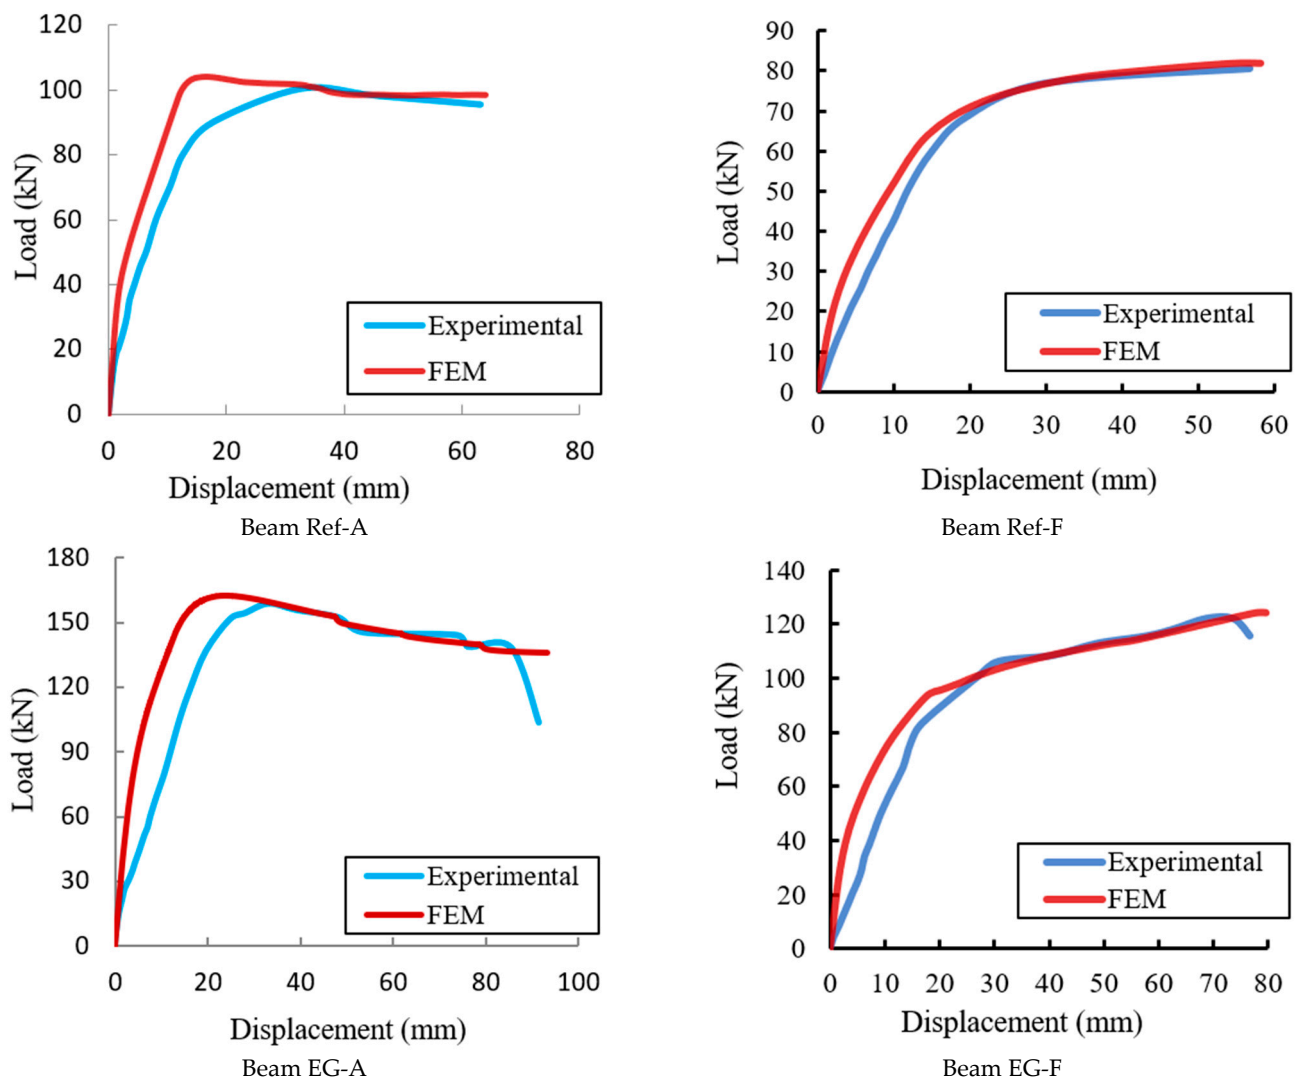 120
100
80
60
40
20
0
Load (kN)
Experimental
FEM
0 20 40 60 80
Displacement (mm)
Beam Ref-A
90
80
70
60
50
40
30
20
10
0
Load (kN)
Experimental
FEM
0 10 20 30 40 50 60
Displacement (mm)
Beam Ref-F
180
150
120
90
60
30
0
Load (kN)
Experimental
FEM
0 20 40 60 80 100
Displacement (mm)
Beam EG-A
140
120
100
80
60
40
20
0
Load (kN)
Experimental
FEM
0 10 20 30 40 50 60 70 80
Displacement (mm)
Beam EG-F